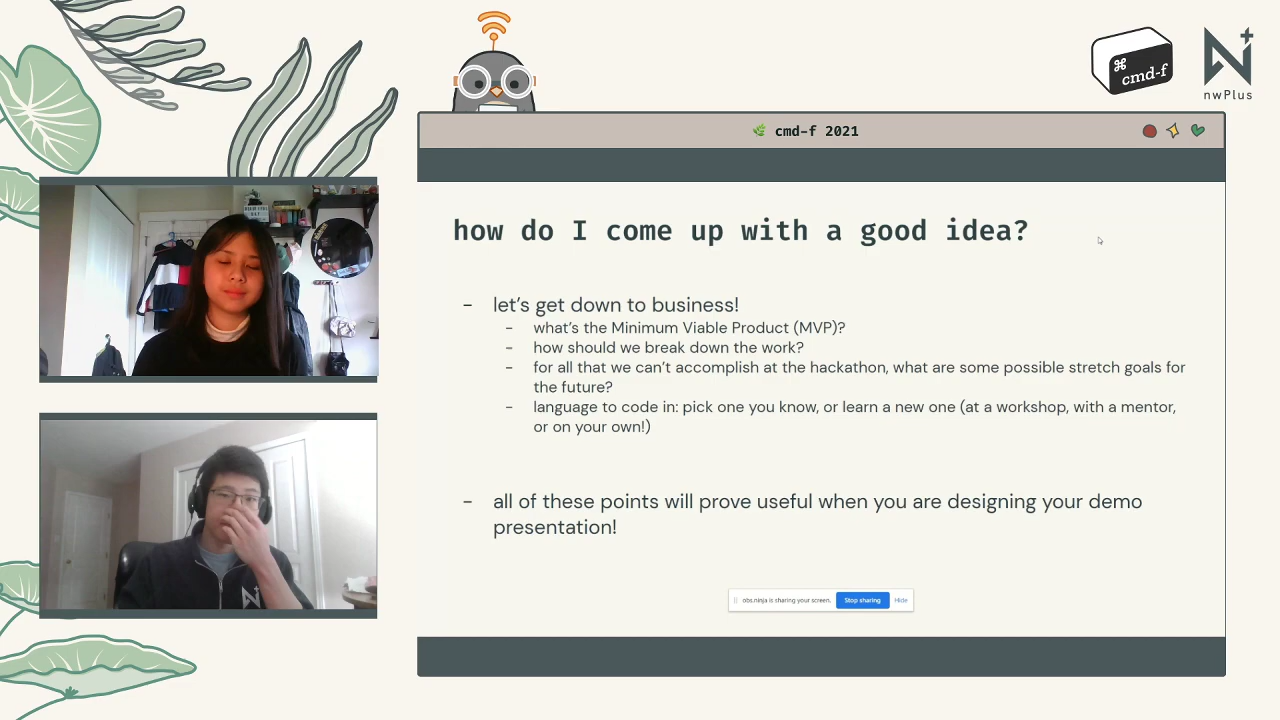 ⌘
cmd-f
nwPlus
cmd-f 2021
how do I come up with a good idea?
- let’s get down to business!
- what’s the Minimum Viable Product (MVP)?
- how should we break down the work?
- for all that we can’t accomplish at the hackathon, what are some possible stretch goals for
the future?
- language to code in: pick one you know, or learn a new one (at a workshop, with a mentor,
or on your own!)
- all of these points will prove useful when you are designing your demo
presentation!
obs.ninja is sharing your screen. Stop sharing Hide